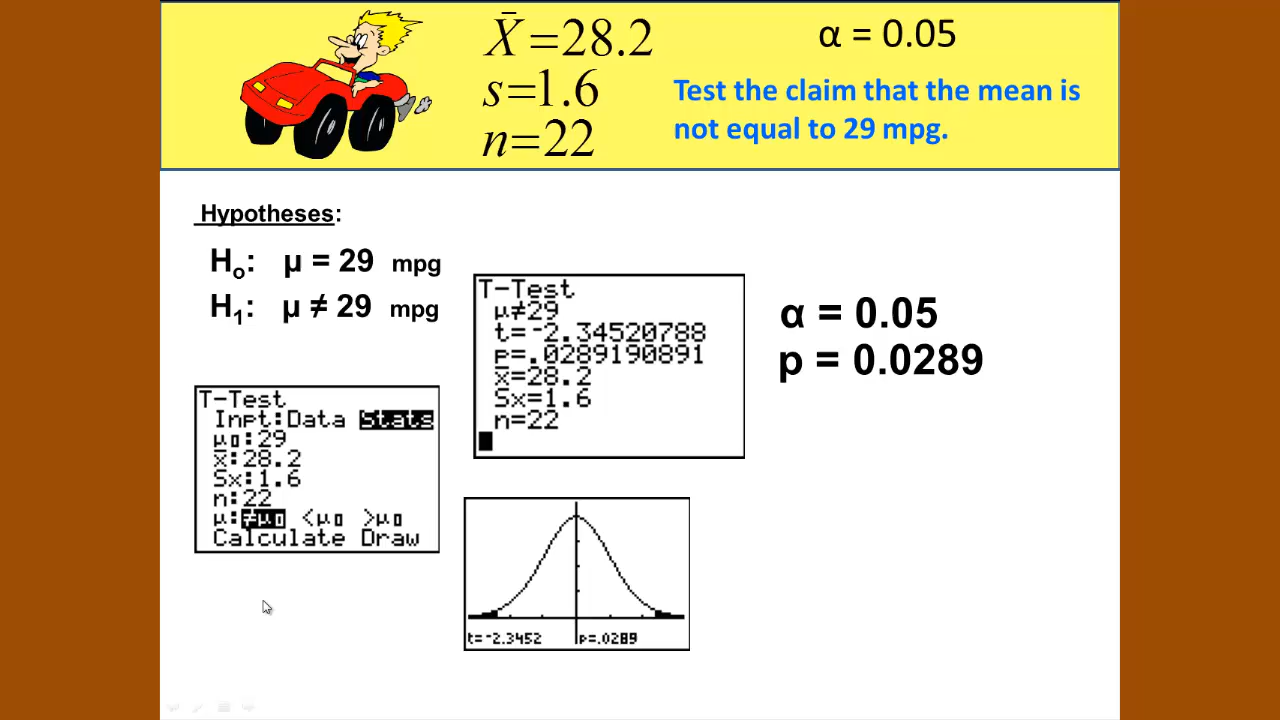 X̄=28.2
s=1.6
n=22
α = 0.05
Test the claim that the mean is
not equal to 29 mpg.
Hypotheses:
Ho: μ = 29 mpg
H1: μ ≠ 29 mpg
T-Test
Inpt:Data Stats
μ0:29
x̄:28.2
Sx:1.6
n:22
μ:≠μ0 <μ0 >μ0
Calculate Draw
T-Test
μ≠29
t=-2.34520788
p=.0289190891
x̄=28.2
Sx=1.6
n=22
t=-2.3452 p=.0289
α = 0.05
p = 0.0289